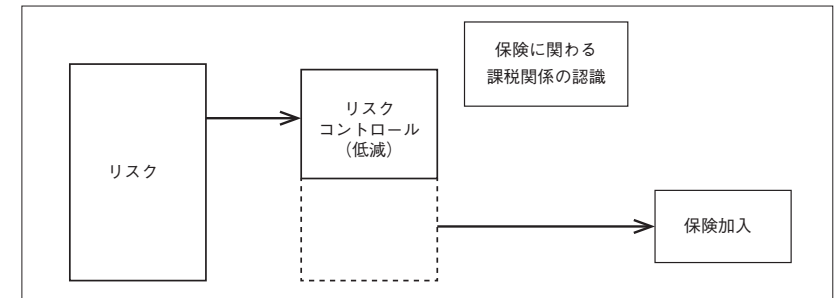 保険に関わる
課税関係の認識
リスク
コントロール
(低減)
リスク
保険加入